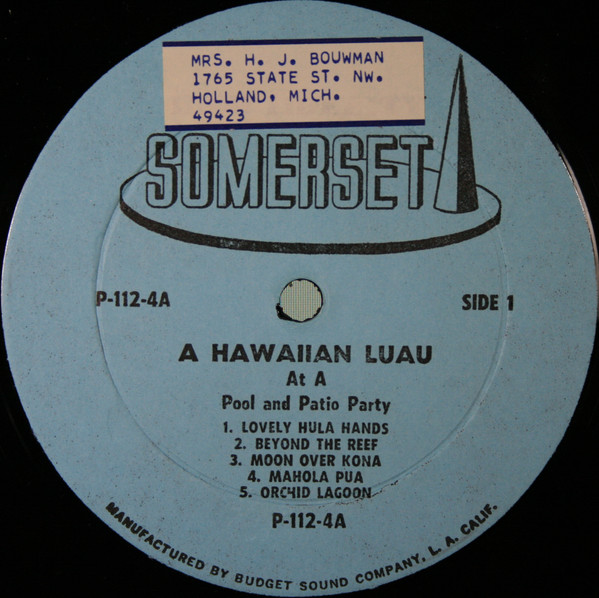 MRS. H. J. BOUWMAN
1765 STATE ST. NW.
HOLLAND, MICH.
49423
SOMERSET
P-112-4A
SIDE 1
A HAWAIIAN LUAU
At A
Pool and Patio Party
1. LOVELY HULA HANDS
2. BEYOND THE REEF
3. MOON OVER KONA
4. MAHOLA PUA
5. ORCHID LAGOON
P-112-4A
MANUFACTURED BY BUDGET SOUND COMPANY, L. A. CALIF.